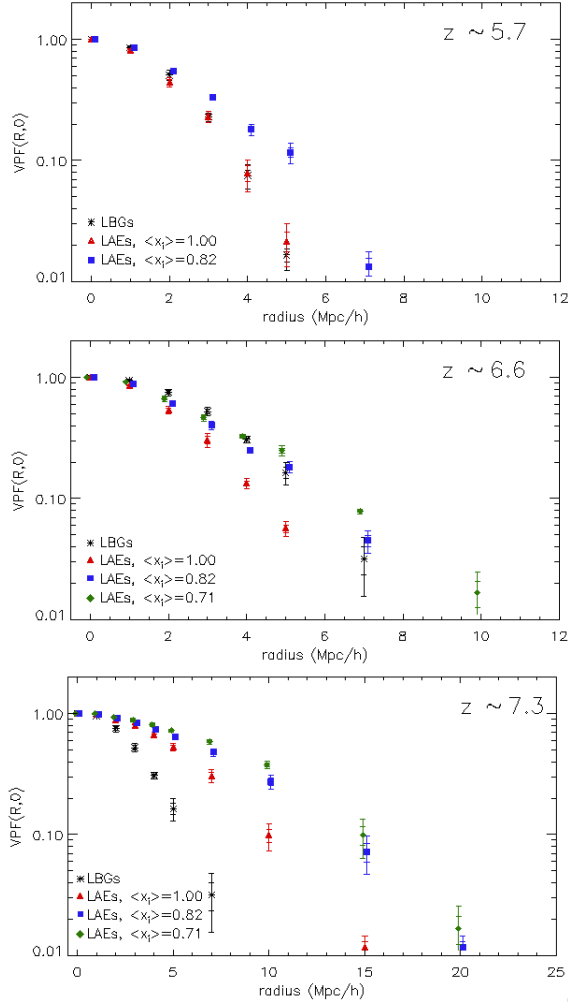 z ~ 5.7
1.00
0.10
0.01
VPF(R,0)
LBGs
LAEs, <x_i>=1.00
LAEs, <x_i>=0.82
0 2 4 6 8 10 12
radius (Mpc/h)
z ~ 6.6
1.00
0.10
0.01
VPF(R,0)
LBGs
LAEs, <x_i>=1.00
LAEs, <x_i>=0.82
LAEs, <x_i>=0.71
0 2 4 6 8 10 12
radius (Mpc/h)
z ~ 7.3
1.00
0.10
0.01
VPF(R,0)
LBGs
LAEs, <x_i>=1.00
LAEs, <x_i>=0.82
LAEs, <x_i>=0.71
0 5 10 15 20 25
radius (Mpc/h)